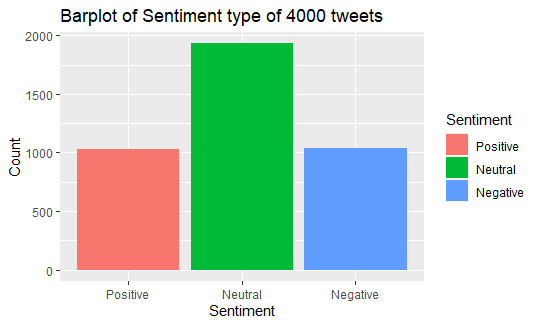 Barplot of Sentiment type of 4000 tweets
2000
1500
1000
500
0
Count
Positive Neutral Negative
Sentiment
Sentiment
Positive
Neutral
Negative